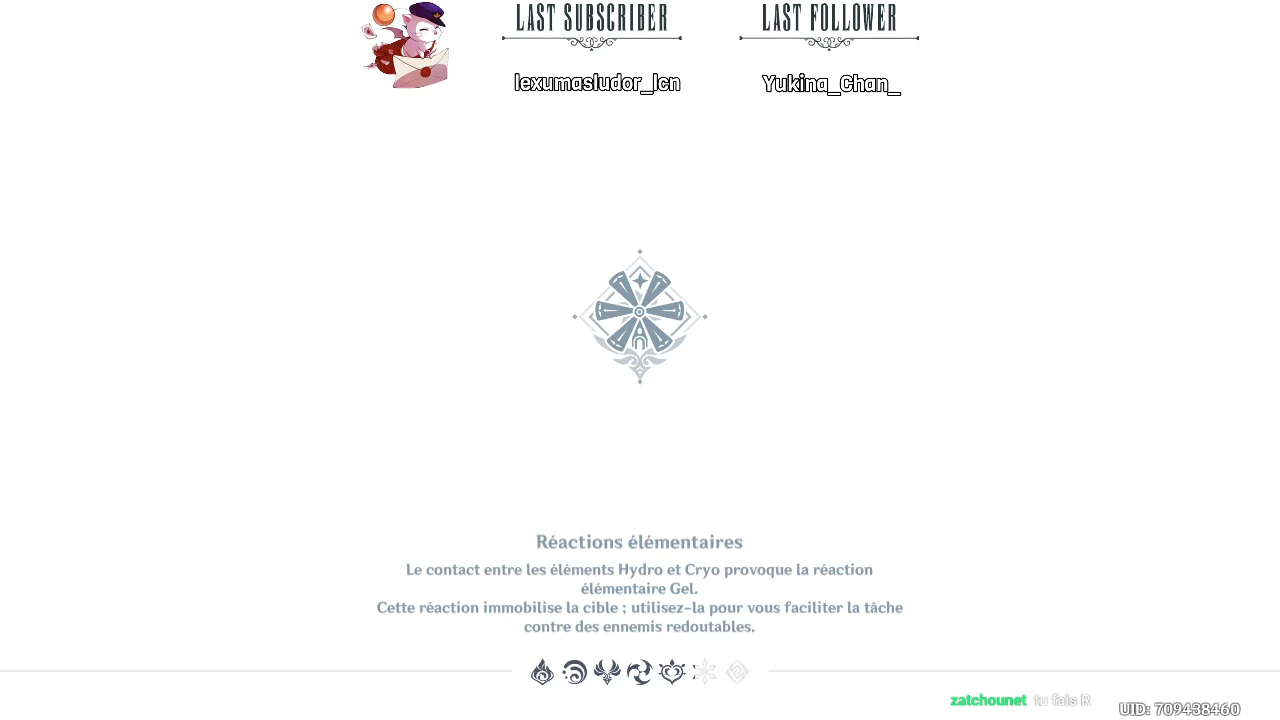 LAST SUBSCRIBER
LAST FOLLOWER
lexumasludor_lcn
Yukina_Chan_
Réactions élémentaires
Le contact entre les éléments Hydro et Cryo provoque la réaction
élémentaire Gel.
Cette réaction immobilise la cible ; utilisez-la pour vous faciliter la tâche
contre des ennemis redoutables.
zatchounet tu fais R
UID: 709438460